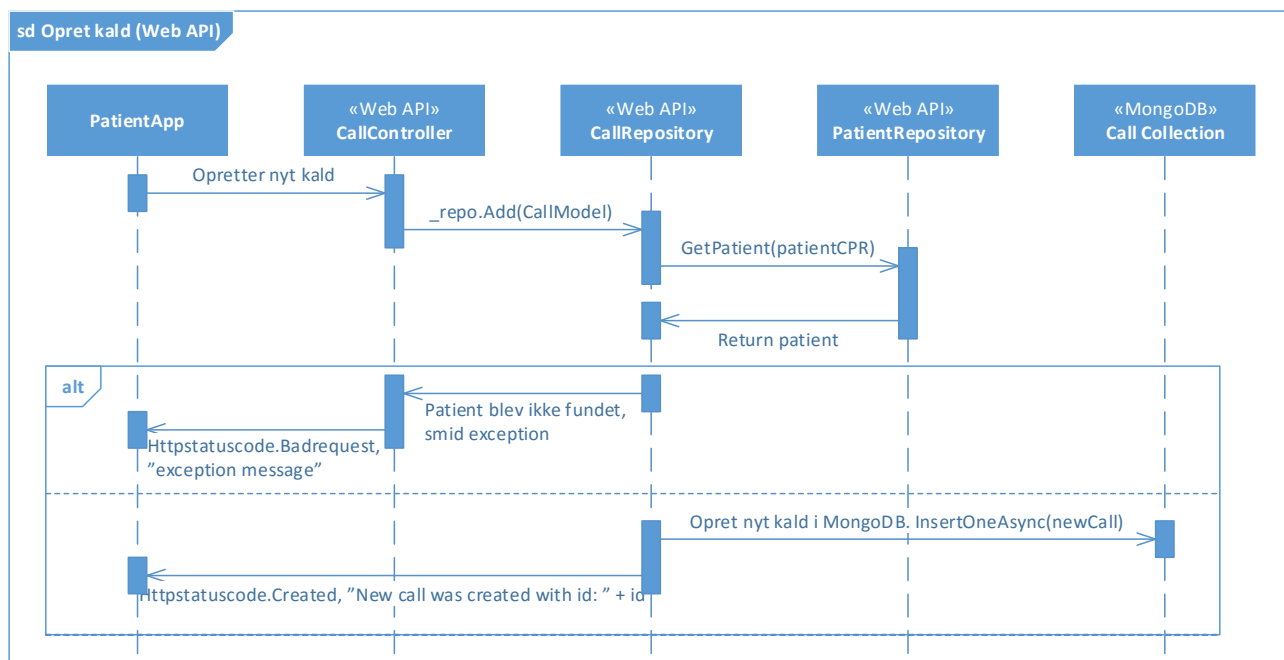 sd Opret kald (Web API)
PatientApp
«Web API»
CallController
«Web API»
CallRepository
«Web API»
PatientRepository
«MongoDB»
Call Collection
Opretter nyt kald
_repo.Add(CallModel)
GetPatient(patientCPR)
Return patient
alt
Patient blev ikke fundet,
smid exception
Httpstatuscode.Badrequest,
”exception message”
Opret nyt kald i MongoDB. InsertOneAsync(newCall)
Httpstatuscode.Created, ”New call was created with id: ” + id